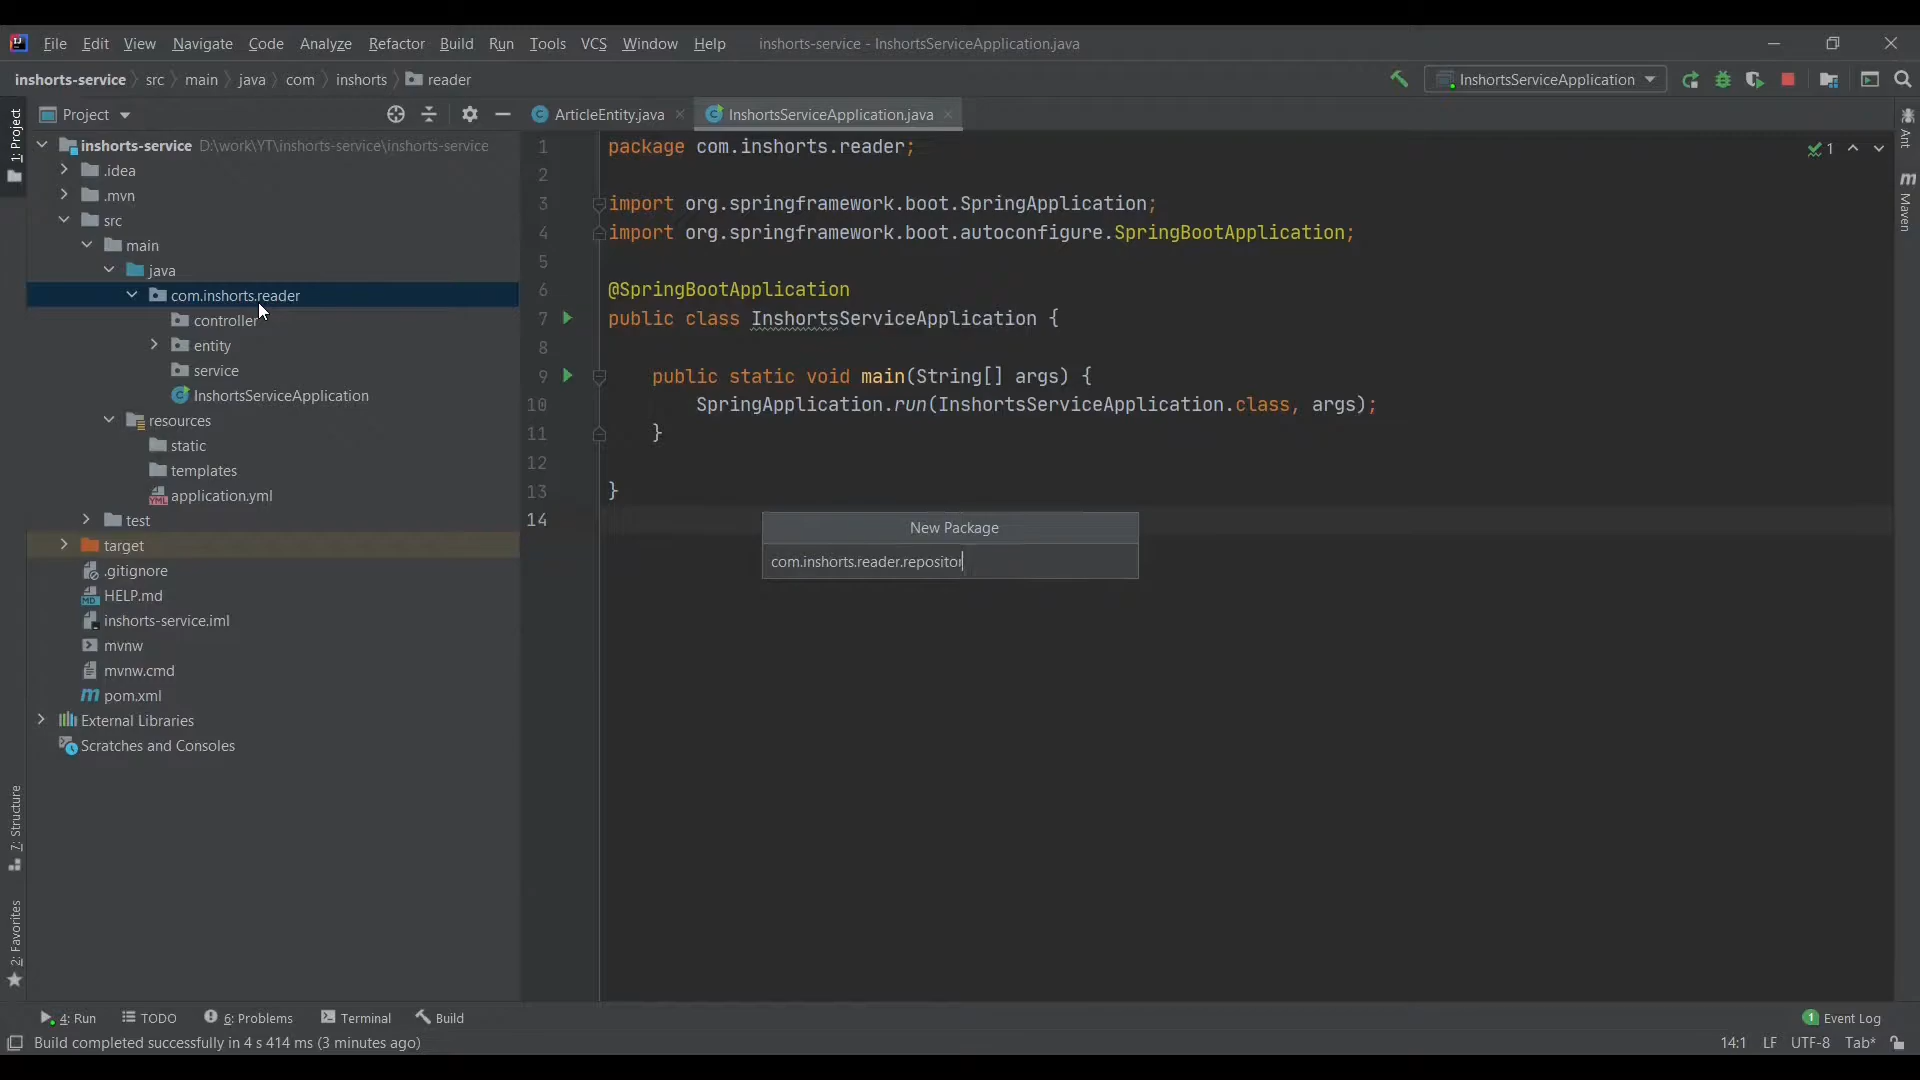 File Edit View Navigate Code Analyze Refactor Build Run Tools VCS Window Help inshorts-service - InshortsServiceApplication.java
inshorts-service src main java com inshorts reader InshortsServiceApplication
Project ArticleEntity.java InshortsServiceApplication.java
1: Project
inshorts-service D:\work\YT\inshorts-service\inshorts-service
.idea
.mvn
src
main
java
com.inshorts.reader
controller
entity
service
InshortsServiceApplication
resources
static
templates
application.yml
test
target
.gitignore
HELP.md
inshorts-service.iml
mvnw
mvnw.cmd
pom.xml
External Libraries
Scratches and Consoles
7: Structure
2: Favorites
1 package com.inshorts.reader;
2
3 import org.springframework.boot.SpringApplication;
4 import org.springframework.boot.autoconfigure.SpringBootApplication;
5
6 @SpringBootApplication
7 public class InshortsServiceApplication {
8
9 public static void main(String[] args) {
10 SpringApplication.run(InshortsServiceApplication.class, args);
11 }
12
13 }
14
1
New Package
com.inshorts.reader.repositor
Ant
m Maven
4: Run TODO 6: Problems Terminal Build 1 Event Log
Build completed successfully in 4 s 414 ms (3 minutes ago) 14:1 LF UTF-8 Tab*